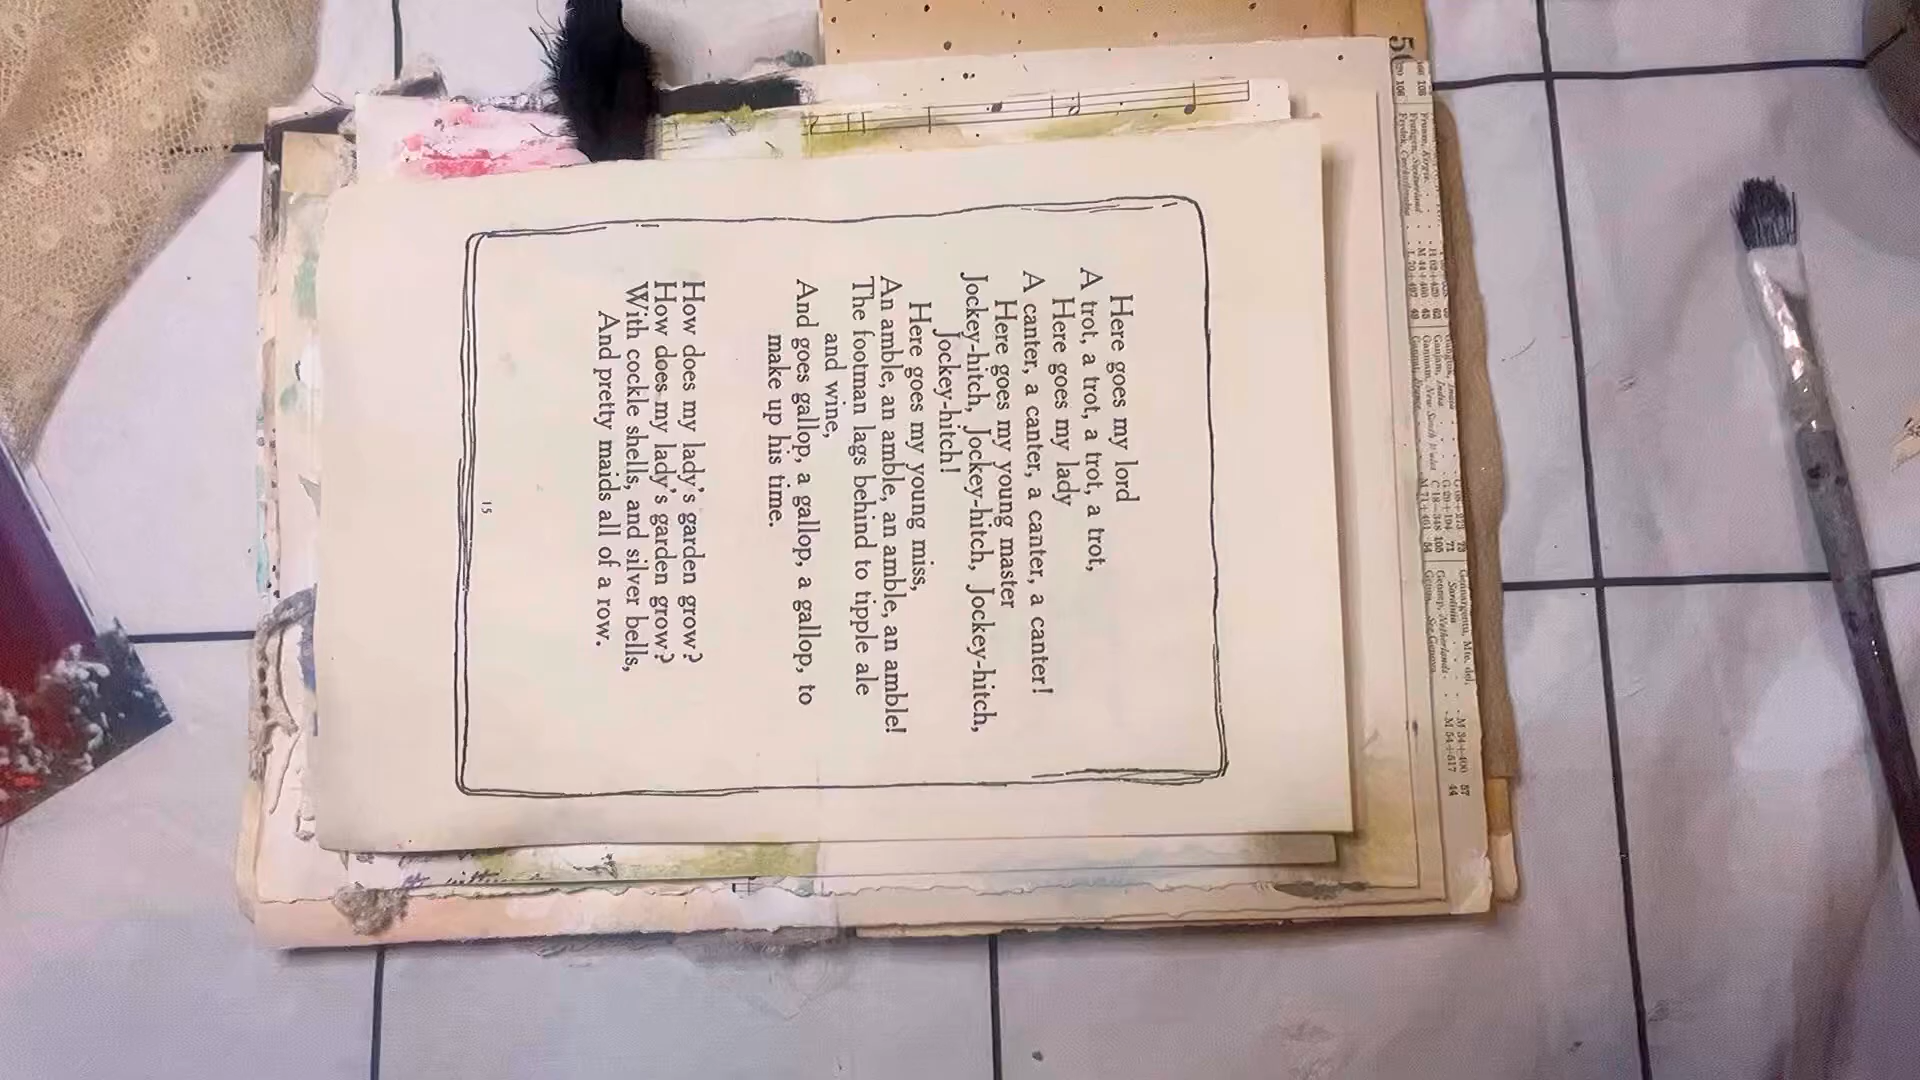 Here goes my lord
A trot, a trot, a trot, a trot,
Here goes my lady
A canter, a canter, a canter, a canter!
Here goes my young master
Jockey-hitch, Jockey-hitch, Jockey-hitch,
Jockey-hitch!
Here goes my young miss,
An amble, an amble, an amble, an amble!
The footman lags behind to tipple ale
and wine,
And goes gallop, a gallop, a gallop, to
make up his time.
How does my lady's garden grow?
How does my lady's garden grow?
With cockle shells, and silver bells,
And pretty maids all of a row.
15